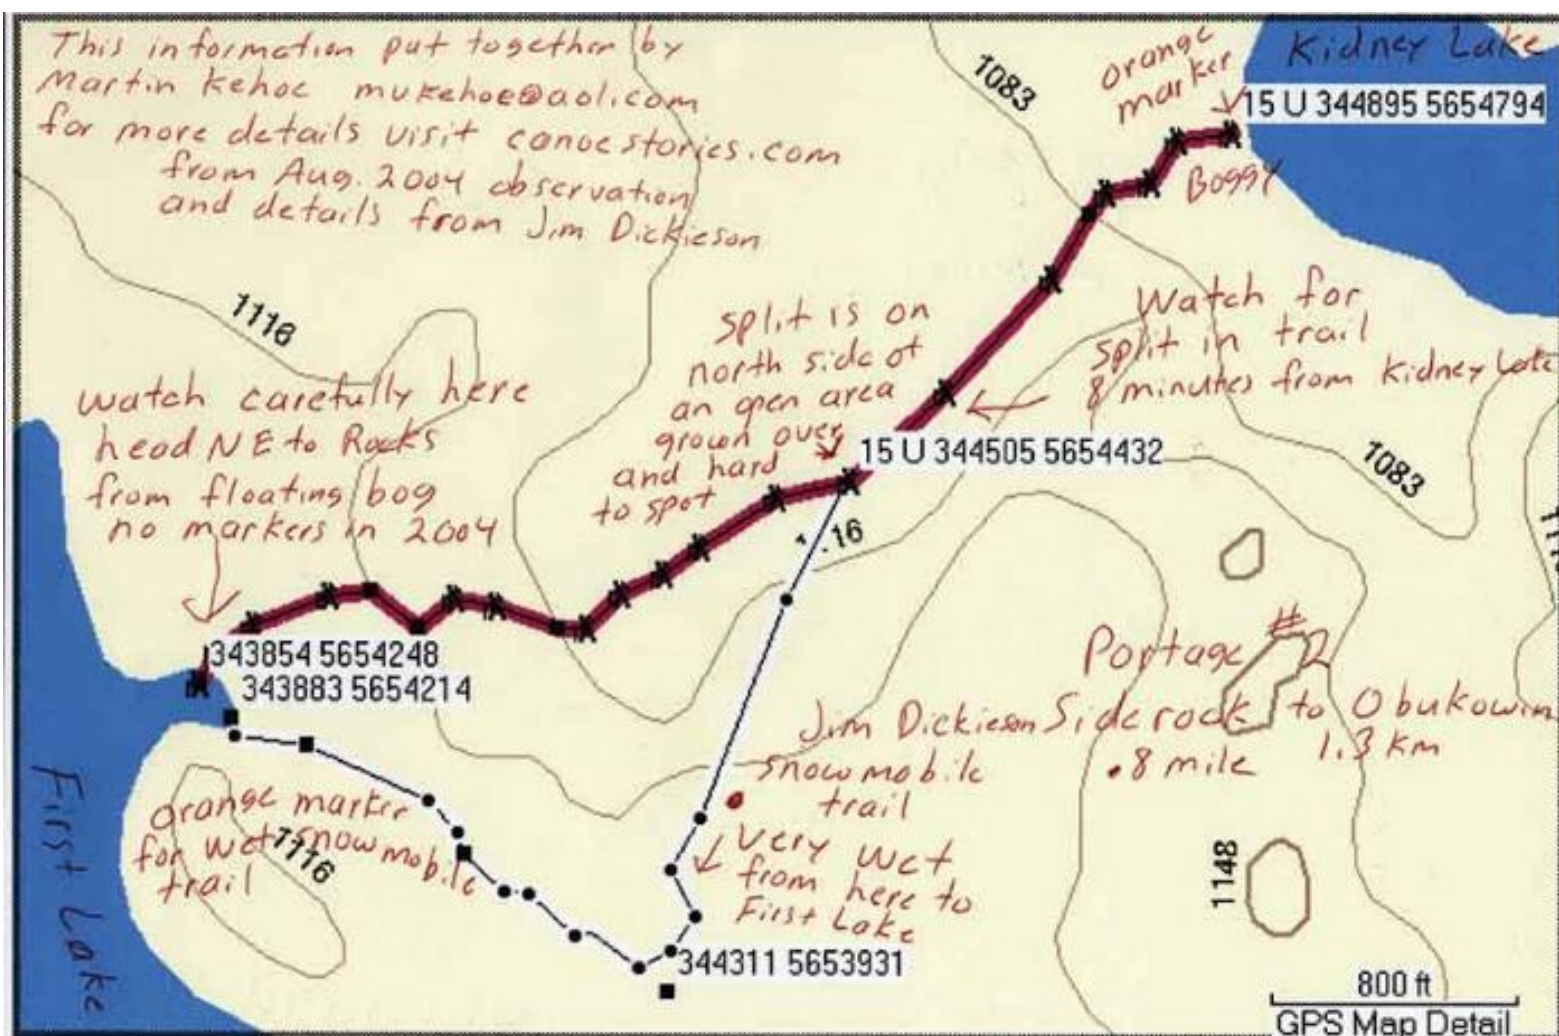 This information put together by
Martin Kehoe mukehoe@aol.com
for more details visit canoestories.com
from Aug. 2004 observation
and details from Jim Dickieson
1083
orange
marker
Kidney Lake
15 U 344895 5654794
Boggy
1116
split is on
north side of
an open area
grown over
and hard
to spot
Watch for
split in trail
8 minutes from Kidney Lake
15 U 344505 5654432
1083
watch carefully here
head NE to Rocks
from floating bog
no markers in 2004
343854 5654248
343883 5654214
Portage #2
Siderock to Obukowin
.8 mile 1.3 km
Jim Dickieson
snowmobile
trail
very wet
from here to
First Lake
First Lake
orange marker
for wet snowmobile
trail
1116
1148
344311 5653931
800 ft
GPS Map Detail